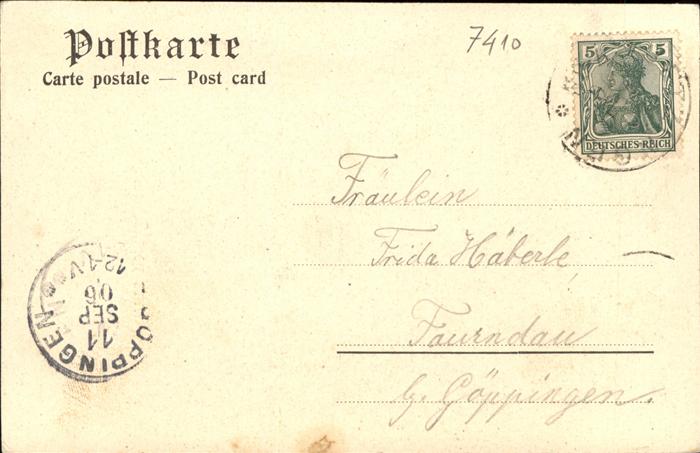 Postkarte
Carte postale — Post card
7410
5 5
DEUTSCHES REICH
Fräulein
Frida Häberle
Faurndau
b. Göppingen.
GÖPPINGEN
11
SEP
06
12-1V